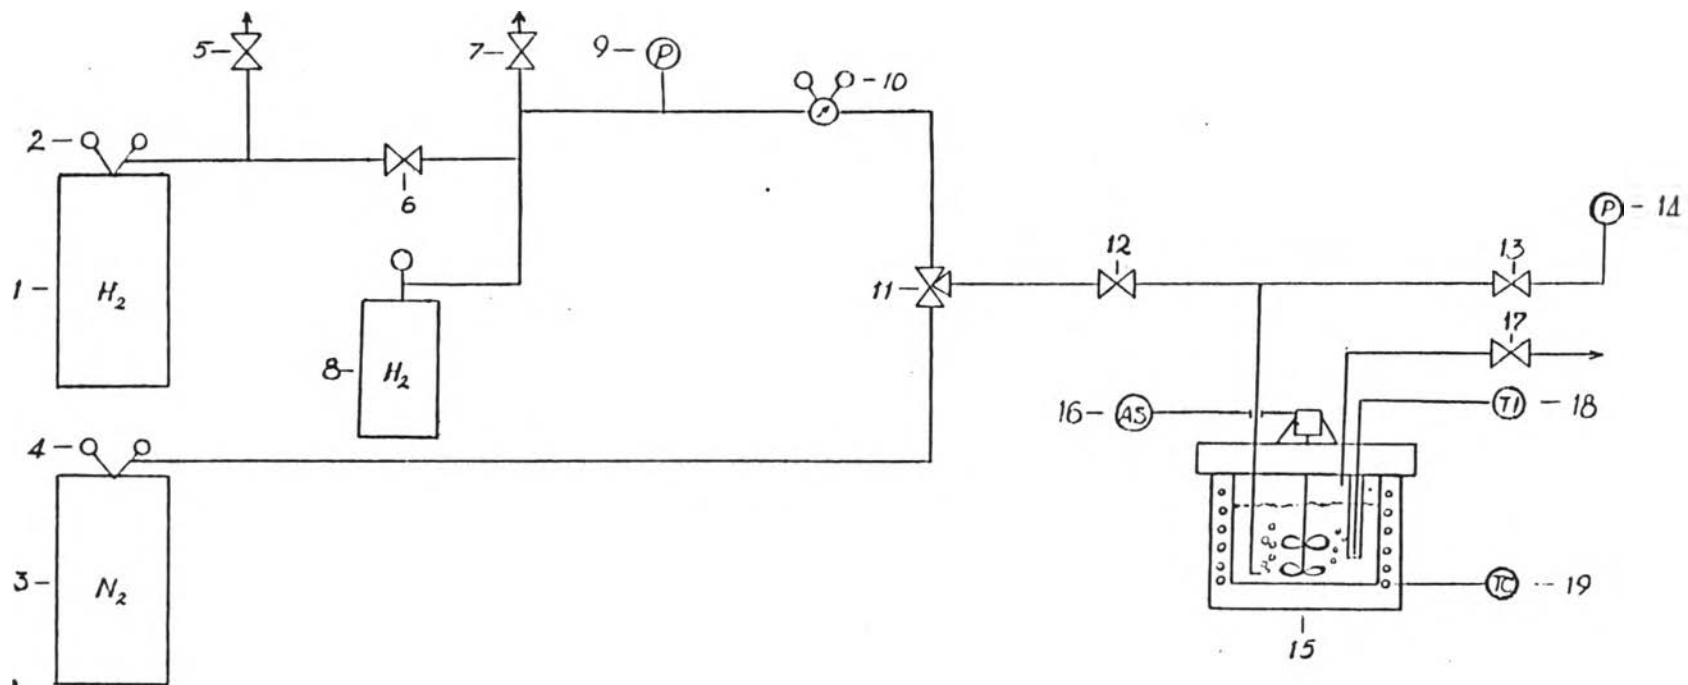 5 –
7 –
9 – P
– 10
2 –
6
P – 14
12
13
1 – H2
11 –
17
8 – H2
16 – AS
TI – 18
4 –
3 – N2
TC – 19
15